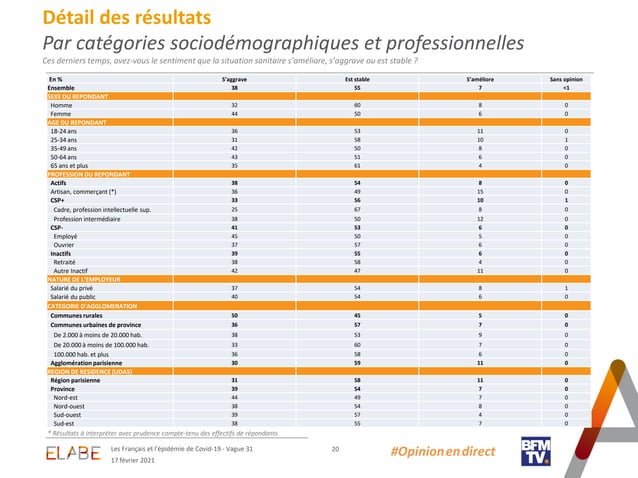 Détail des résultats
Par catégories sociodémographiques et professionnelles
Ces derniers temps, avez-vous le sentiment que la situation sanitaire s'améliore, s'aggrave ou est stable ?
En % S'aggrave Est stable S'améliore Sans opinion
Ensemble 38 55 7 <1
SEXE DU REPONDANT
Homme 32 60 8 0
Femme 44 50 6 0
AGE DU REPONDANT
18-24 ans 36 53 11 0
25-34 ans 31 58 10 1
35-49 ans 42 50 8 0
50-64 ans 43 51 6 0
65 ans et plus 35 61 4 0
PROFESSION DU REPONDANT
Actifs 38 54 8 0
Artisan, commerçant (*) 36 49 15 0
CSP+ 33 56 10 1
Cadre, profession intellectuelle sup. 25 67 8 0
Profession intermédiaire 38 50 12 0
CSP- 41 53 6 0
Employé 45 50 5 0
Ouvrier 37 57 6 0
Inactifs 39 55 6 0
Retraité 38 58 4 0
Autre Inactif 42 47 11 0
NATURE DE L'EMPLOYEUR
Salarié du privé 37 54 8 1
Salarié du public 40 54 6 0
CATEGORIE D'AGGLOMERATION
Communes rurales 50 45 5 0
Communes urbaines de province 36 57 7 0
De 2.000 à moins de 20.000 hab. 38 53 9 0
De 20.000 à moins de 100.000 hab. 33 60 7 0
100.000 hab. et plus 36 58 6 0
Agglomération parisienne 30 59 11 0
REGION DE RESIDENCE (UDA5)
Région parisienne 31 58 11 0
Province 39 54 7 0
Nord-est 44 49 7 0
Nord-ouest 38 54 8 0
Sud-ouest 39 57 4 0
Sud-est 38 55 7 0
* Résultats à interpréter avec prudence compte-tenu des effectifs de répondants
ELABE
Les Français et l'épidémie de Covid-19 - Vague 31
17 février 2021
20
#Opinion en direct
BFM
TV.